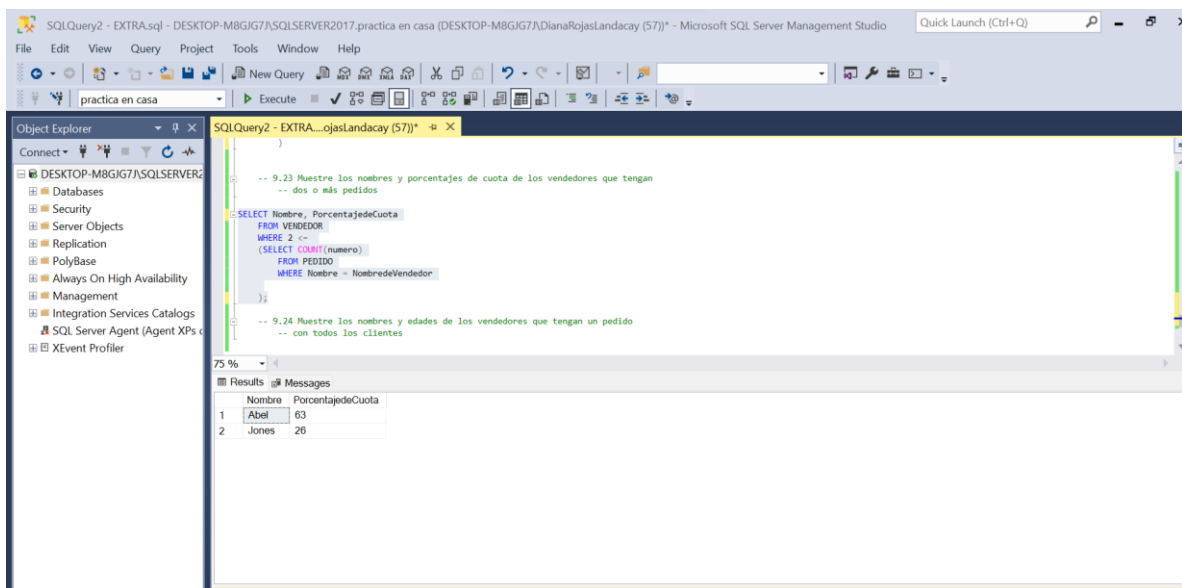 SQLQuery2 - EXTRA.sql - DESKTOP-M8GJG7J\SQLSERVER2017.practica en casa (DESKTOP-M8GJG7J\DianaRojasLandacay (57))* - Microsoft SQL Server Management Studio
Quick Launch (Ctrl+Q)
File Edit View Query Project Tools Window Help
New Query
practica en casa
Execute
Object Explorer
SQLQuery2 - EXTRA....ojasLandacay (57))*
Connect
DESKTOP-M8GJG7J\SQLSERVER2
Databases
Security
Server Objects
Replication
PolyBase
Always On High Availability
Management
Integration Services Catalogs
SQL Server Agent (Agent XPs
XEvent Profiler
)
-- 9.23 Muestre los nombres y porcentajes de cuota de los vendedores que tengan
-- dos o más pedidos
SELECT Nombre, PorcentajedeCuota
FROM VENDEDOR
WHERE 2 <=
(SELECT COUNT(numero)
FROM PEDIDO
WHERE Nombre = NombredeVendedor
);
-- 9.24 Muestre los nombres y edades de los vendedores que tengan un pedido
-- con todos los clientes
75 %
Results Messages
Nombre PorcentajedeCuota
1 Abel 63
2 Jones 26